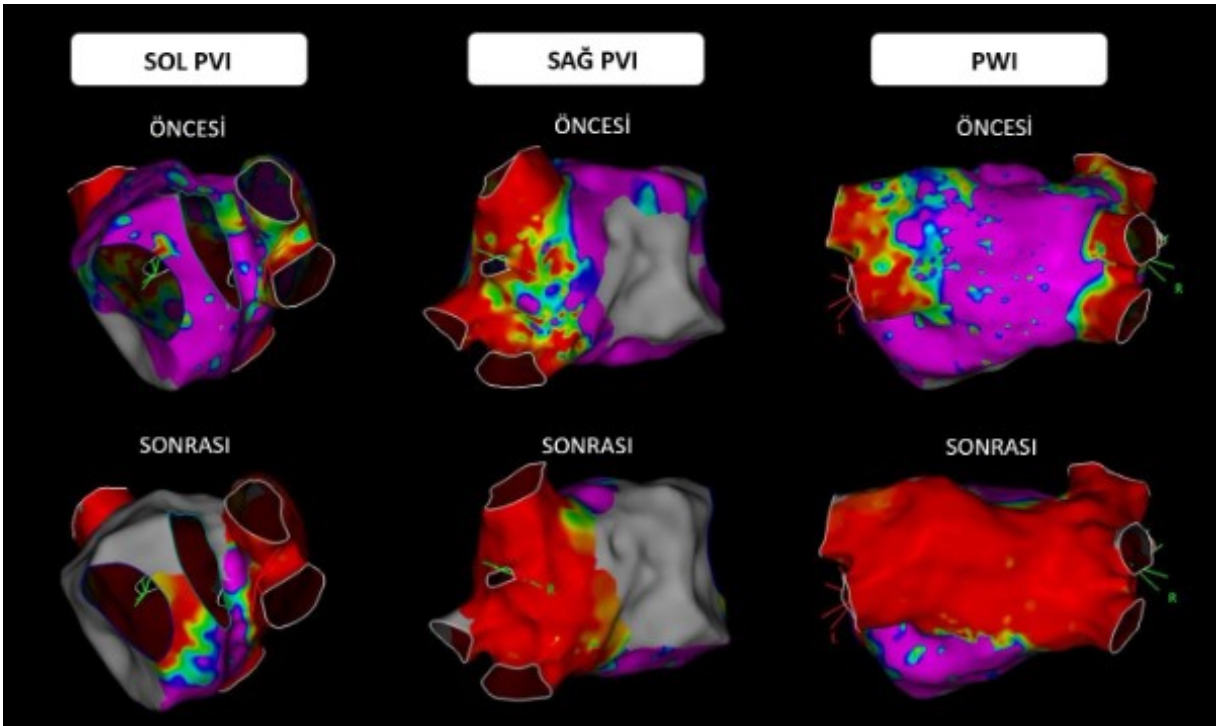 SOL PVI
SAĞ PVI
PWI
ÖNCESİ
ÖNCESİ
ÖNCESİ
R
L
SONRASI
SONRASI
SONRASI
R
L
R